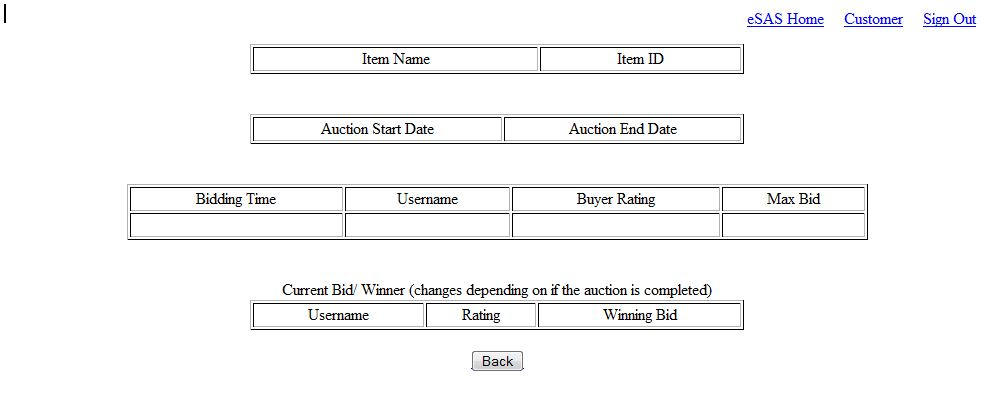 eSAS Home Customer Sign Out
Item Name Item ID
Auction Start Date Auction End Date
Bidding Time Username Buyer Rating Max Bid
Current Bid/ Winner (changes depending on if the auction is completed)
Username Rating Winning Bid
Back